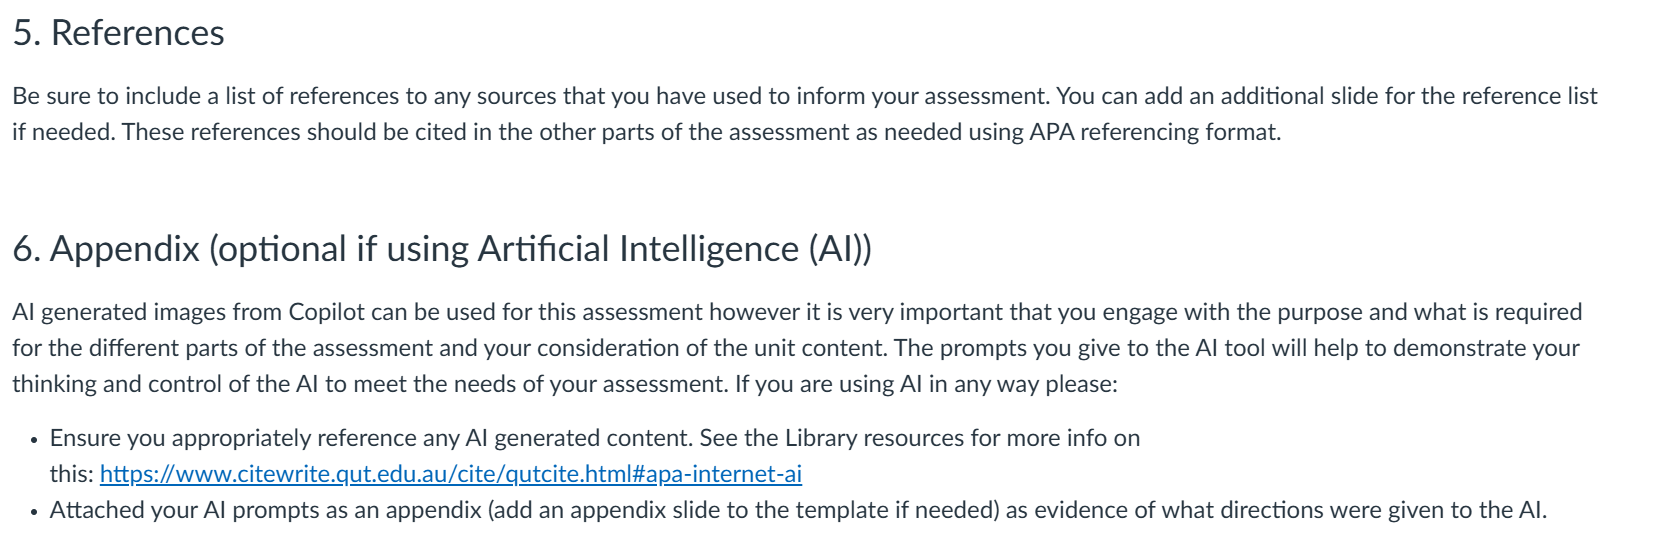 5. References
Be sure to include a list of references to any sources that you have used to inform your assessment. You can add an additional slide for the reference list
if needed. These references should be cited in the other parts of the assessment as needed using APA referencing format.
6. Appendix (optional if using Artificial Intelligence (AI))
AI generated images from Copilot can be used for this assessment however it is very important that you engage with the purpose and what is required
for the different parts of the assessment and your consideration of the unit content. The prompts you give to the AI tool will help to demonstrate your
thinking and control of the AI to meet the needs of your assessment. If you are using AI in any way please:
• Ensure you appropriately reference any AI generated content. See the Library resources for more info on
this: https://www.citewrite.qut.edu.au/cite/qutcite.html#apa-internet-ai
• Attached your AI prompts as an appendix (add an appendix slide to the template if needed) as evidence of what directions were given to the AI.